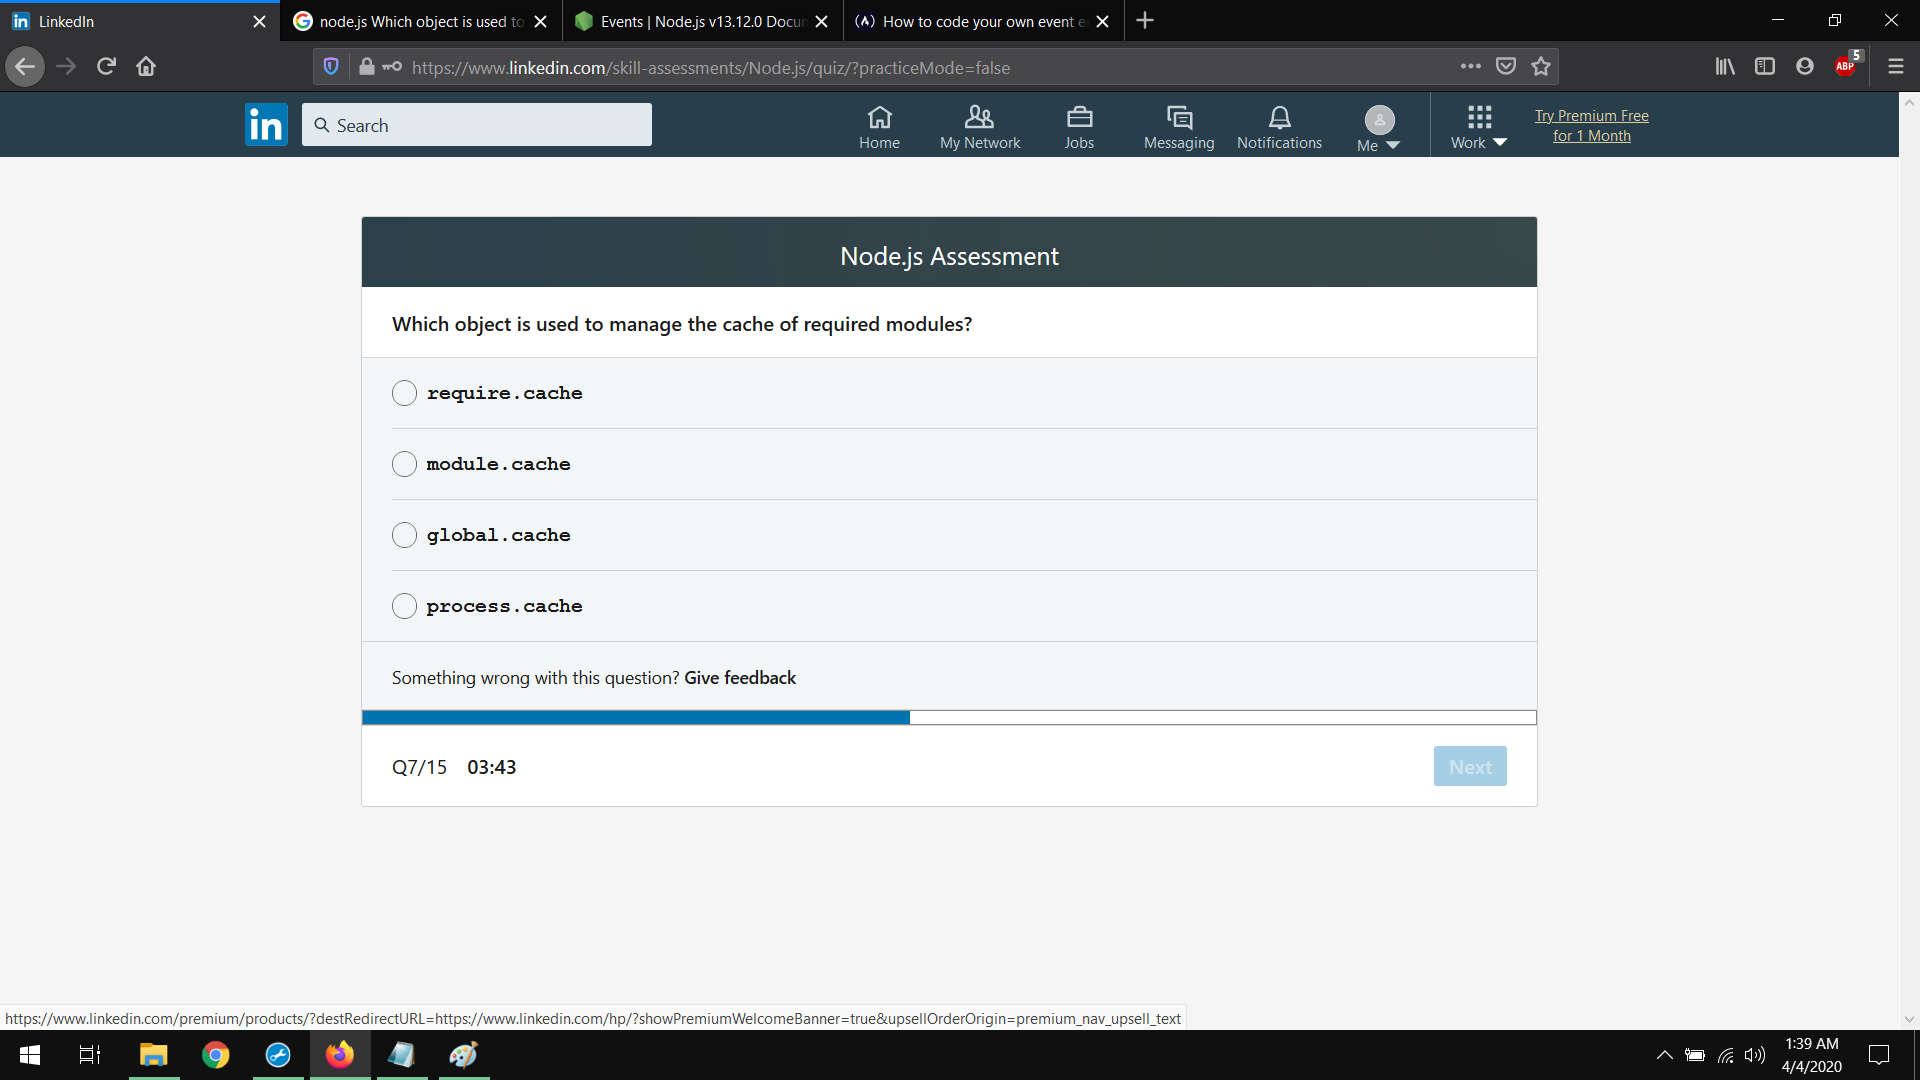 LinkedIn
node.js Which object is used to
Events | Node.js v13.12.0 Docu
How to code your own event e
https://www.linkedin.com/skill-assessments/Node.js/quiz/?practiceMode=false
ABP
5
in
Search
Home
My Network
Jobs
Messaging
Notifications
Me
Work
Try Premium Free
for 1 Month
Node.js Assessment
Which object is used to manage the cache of required modules?
require.cache
module.cache
global.cache
process.cache
Something wrong with this question? Give feedback
Q7/15 03:43
Next
https://www.linkedin.com/premium/products/?destRedirectURL=https://www.linkedin.com/hp/?showPremiumWelcomeBanner=true&upsellOrderOrigin=premium_nav_upsell_text
1:39 AM
4/4/2020